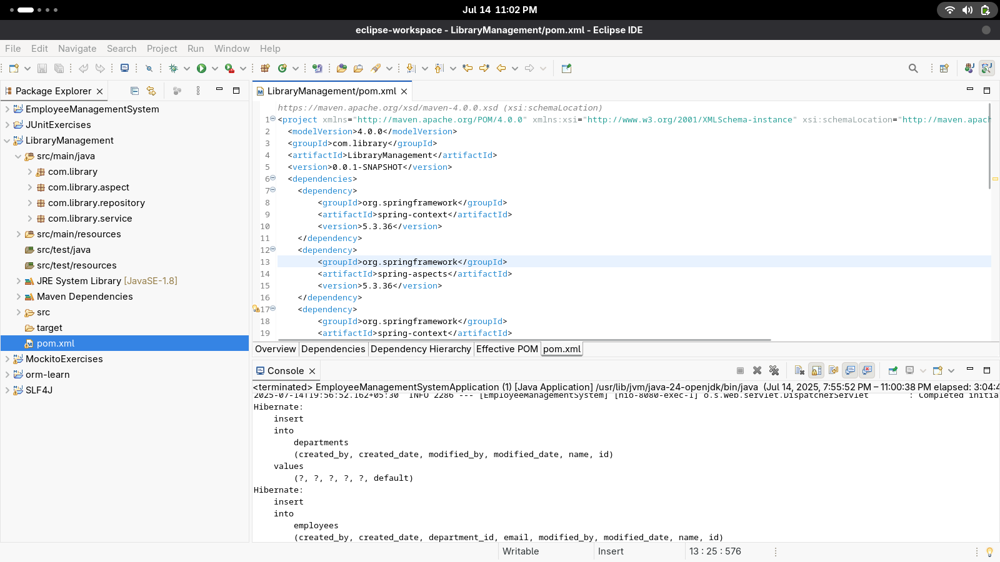 Jul 14 11:02 PM
eclipse-workspace - LibraryManagement/pom.xml - Eclipse IDE
File Edit Navigate Search Project Run Window Help
Package Explorer
EmployeeManagementSystem
JUnitExercises
LibraryManagement
src/main/java
com.library
com.library.aspect
com.library.repository
com.library.service
src/main/resources
src/test/java
src/test/resources
JRE System Library [JavaSE-1.8]
Maven Dependencies
src
target
pom.xml
MockitoExercises
orm-learn
SLF4J
LibraryManagement/pom.xml
https://maven.apache.org/xsd/maven-4.0.0.xsd (xsi:schemaLocation)
1 <project xmlns="http://maven.apache.org/POM/4.0.0" xmlns:xsi="http://www.w3.org/2001/XMLSchema-instance" xsi:schemaLocation="http://maven.apach
2 <modelVersion>4.0.0</modelVersion>
3 <groupId>com.library</groupId>
4 <artifactId>LibraryManagement</artifactId>
5 <version>0.0.1-SNAPSHOT</version>
6 <dependencies>
7 <dependency>
8 <groupId>org.springframework</groupId>
9 <artifactId>spring-context</artifactId>
10 <version>5.3.36</version>
11 </dependency>
12 <dependency>
13 <groupId>org.springframework</groupId>
14 <artifactId>spring-aspects</artifactId>
15 <version>5.3.36</version>
16 </dependency>
17 <dependency>
18 <groupId>org.springframework</groupId>
19 <artifactId>spring-context</artifactId>
Overview Dependencies Dependency Hierarchy Effective POM pom.xml
Console
<terminated> EmployeeManagementSystemApplication (1) [Java Application] /usr/lib/jvm/java-24-openjdk/bin/java (Jul 14, 2025, 7:55:52 PM – 11:00:38 PM elapsed: 3:04:4
2025-07-14T19:56:52.162+05:30 INFO 2286 --- [EmployeeManagementSystem] [nio-8080-exec-1] o.s.web.servlet.DispatcherServlet : Completed initia
Hibernate:
insert
into
departments
(created_by, created_date, modified_by, modified_date, name, id)
values
(?, ?, ?, ?, ?, default)
Hibernate:
insert
into
employees
(created_by, created_date, department_id, email, modified_by, modified_date, name, id)
Writable Insert 13 : 25 : 576